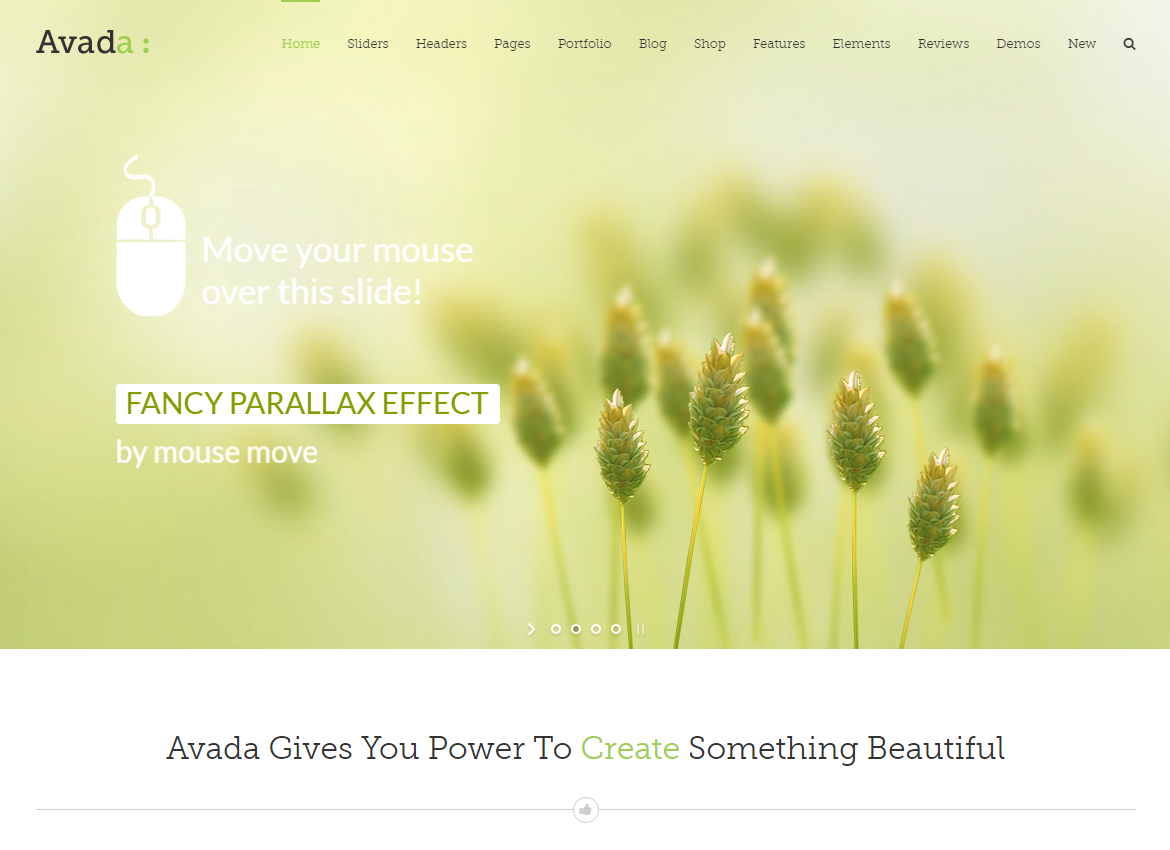 Avada :
Home Sliders Headers Pages Portfolio Blog Shop Features Elements Reviews Demos New
Move your mouse
over this slide!
FANCY PARALLAX EFFECT
by mouse move
Avada Gives You Power To Create Something Beautiful